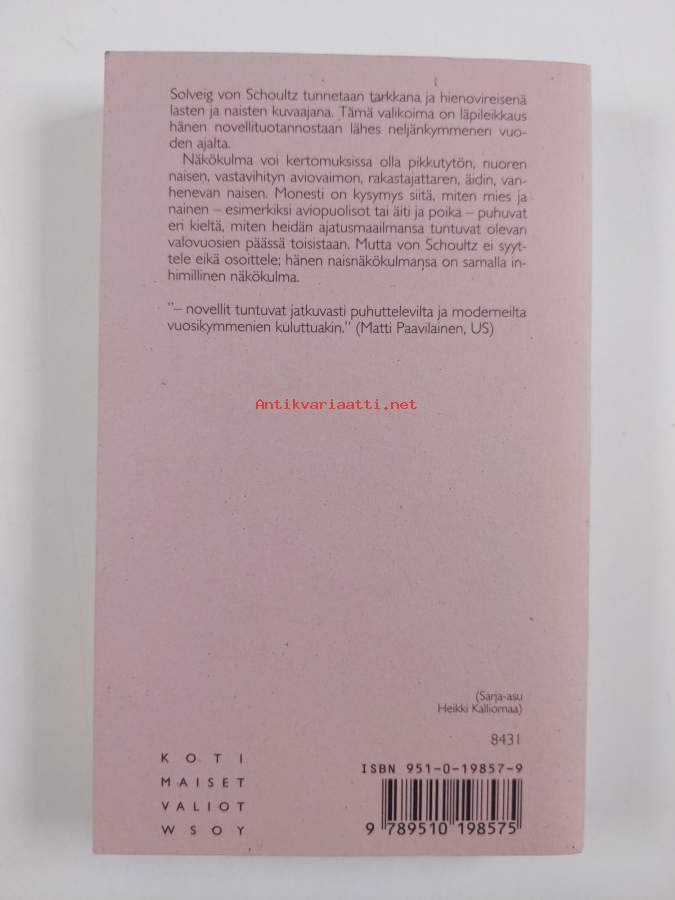 Solveig von Schoultz tunnetaan tarkkana ja hienovireisenä
lasten ja naisten kuvaajana. Tämä valikoima on läpileikkaus
hänen novellituotannostaan lähes neljänkymmenen vuo-
den ajalta.
Näkökulma voi kertomuksissa olla pikkutytön, nuoren
naisen, vastavihityn aviovaimon, rakastajattaren, äidin, van-
henevan naisen. Monesti on kysymys siitä, miten mies ja
nainen – esimerkiksi aviopuolisot tai äiti ja poika – puhuvat
eri kieltä, miten heidän ajatusmaailmansa tuntuvat olevan
valovuosien päässä toisistaan. Mutta von Schoultz ei syyt-
tele eikä osoittele; hänen naisnäkökulmansa on samalla in-
himillinen näkökulma.
”– novellit tuntuvat jatkuvasti puhuttelevilta ja moderneilta
vuosikymmenien kuluttuakin.” (Matti Paavilainen, US)
Antikvariaatti.net
(Sarja-asu
Heikki Kalliomaa)
8431
KOTI
MAISET
VALIOT
WSOY
ISBN 951-0-19857-9
9 789510 198575